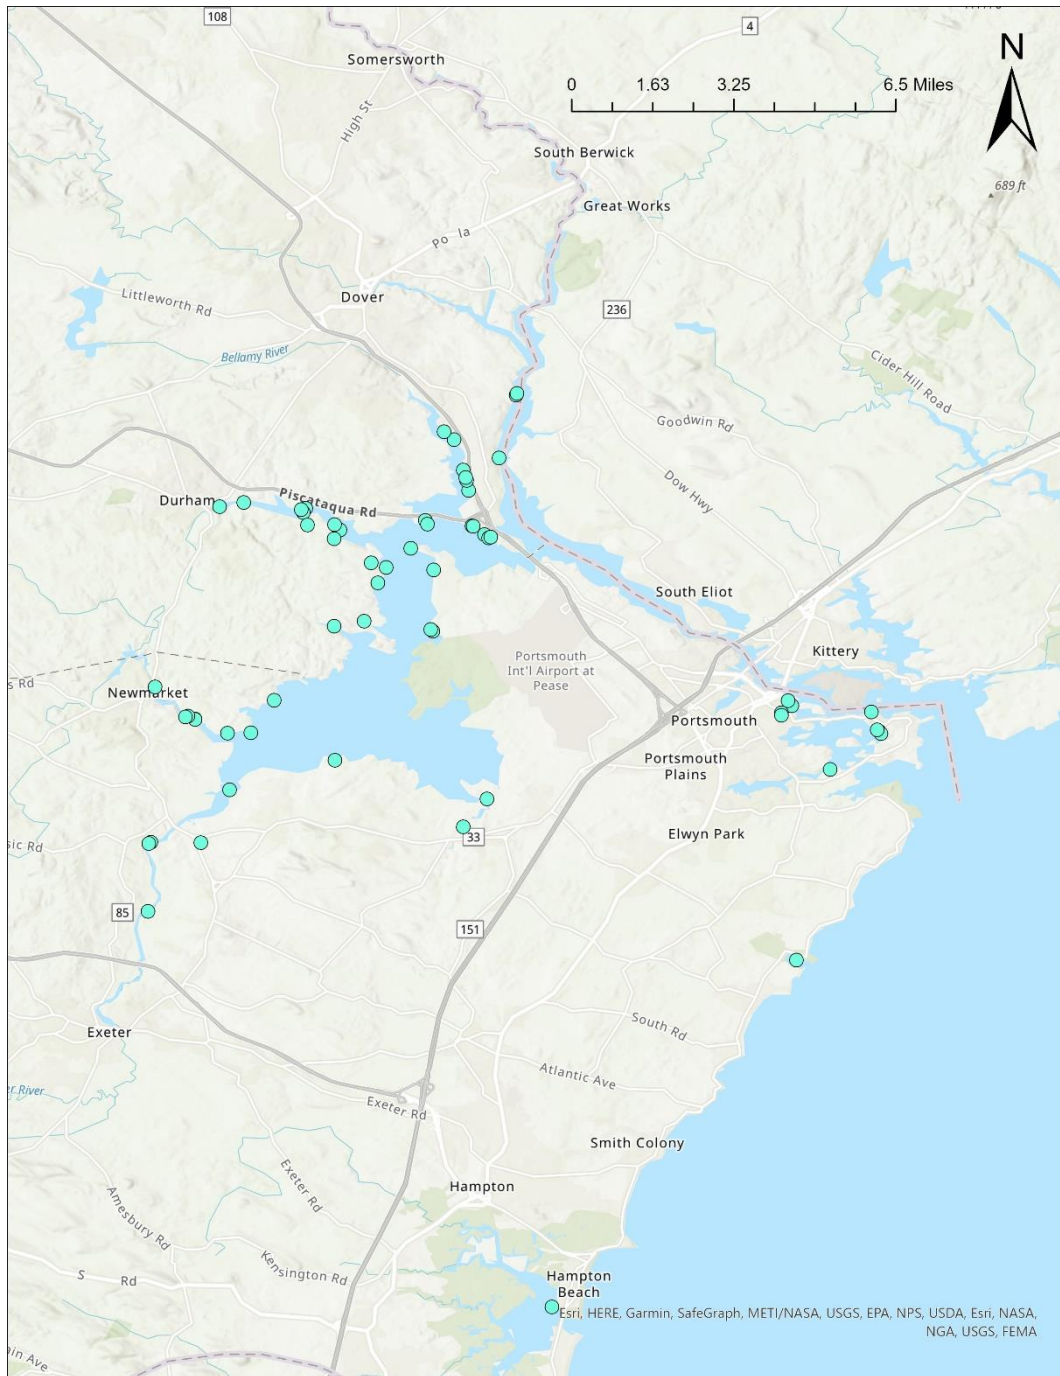 108
4
N
Somersworth
0 1.63 3.25 6.5 Miles
High St
South Berwick
689 ft
Great Works
Po la
Dover
Littleworth Rd
236
Bellamy River
Cider Hill Road
Goodwin Rd
Dow Hwy
Durham
Piscataqua Rd
South Eliot
Kittery
Portsmouth
Int'l Airport at
Pease
s Rd
Newmarket
Portsmouth
Portsmouth
Plains
33
Elwyn Park
sic Rd
85
151
South Rd
Exeter
Atlantic Ave
er River
Exeter Rd
Smith Colony
Exeter Rd
Hampton
Amesbury Rd
Kensington Rd
S Rd
Hampton
Beach
Esri, HERE, Garmin, SafeGraph, METI/NASA, USGS, EPA, NPS, USDA, Esri, NASA,
NGA, USGS, FEMA
ain Ave